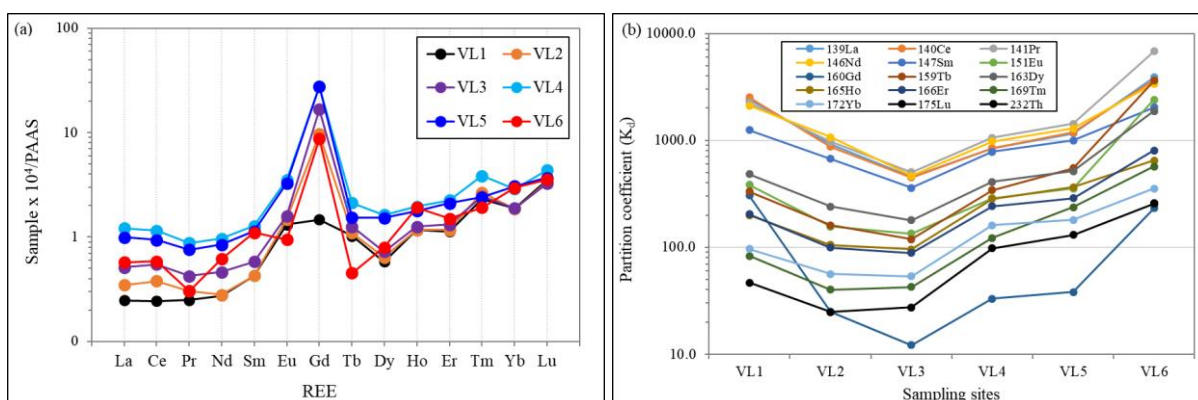 (a)
100
10
1
0
Sample x 10⁴/PAAS
VL1 VL2
VL3 VL4
VL5 VL6
La Ce Pr Nd Sm Eu Gd Tb Dy Ho Er Tm Yb Lu
REE
(b)
10000.0
1000.0
100.0
10.0
Partition coefficient (Kd)
139La 140Ce 141Pr
146Nd 147Sm 151Eu
160Gd 159Tb 163Dy
165Ho 166Er 169Tm
172Yb 175Lu 232Th
VL1 VL2 VL3 VL4 VL5 VL6
Sampling sites